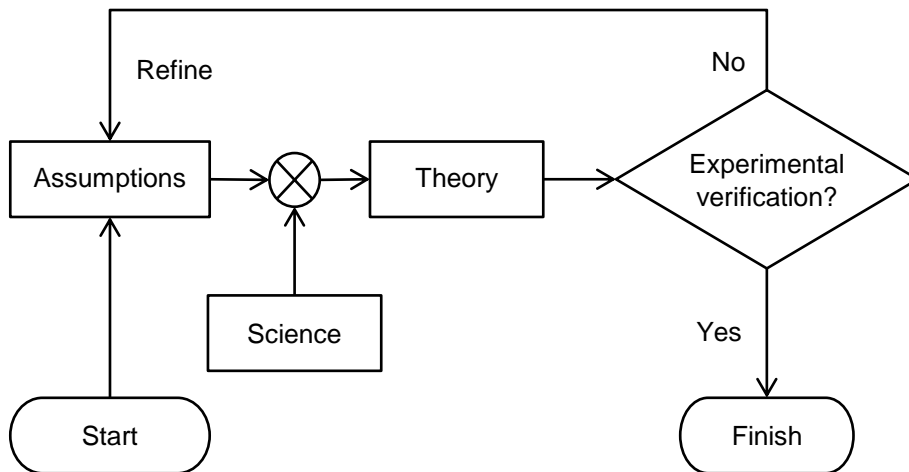 Refine
No
Assumptions
Theory
Experimental
verification?
Science
Yes
Start
Finish